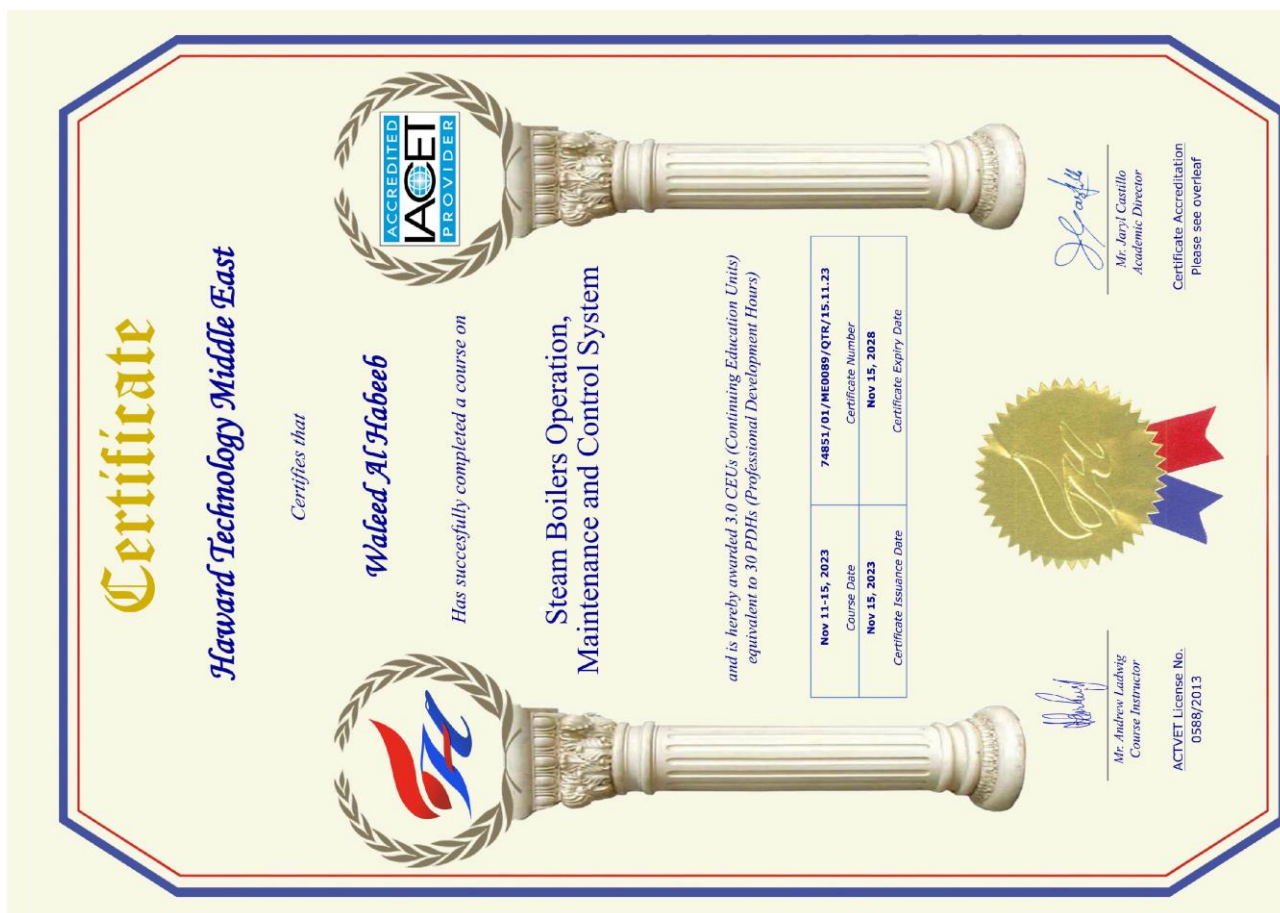 Certificate
Haward Technology Middle East
Certifies that
Waleed Al Habeeb
ACCREDITED
IACET
PROVIDER
Has succesfully completed a course on
Steam Boilers Operation,
Maintenance and Control System
and is hereby awarded 3.0 CEUs (Continuing Education Units)
equivalent to 30 PDHs (Professional Development Hours)
Nov 11-15, 2023
Course Date
74851/01/ME0089/QTR/15.11.23
Certificate Number
Nov 15, 2023
Certificate Issuance Date
Nov 15, 2028
Certificate Expiry Date
Mr. Andrew Ladwig
Course Instructor
ACTVET License No.
0588/2013
Mr. Jaryl Castillo
Academic Director
Certificate Accreditation
Please see overleaf